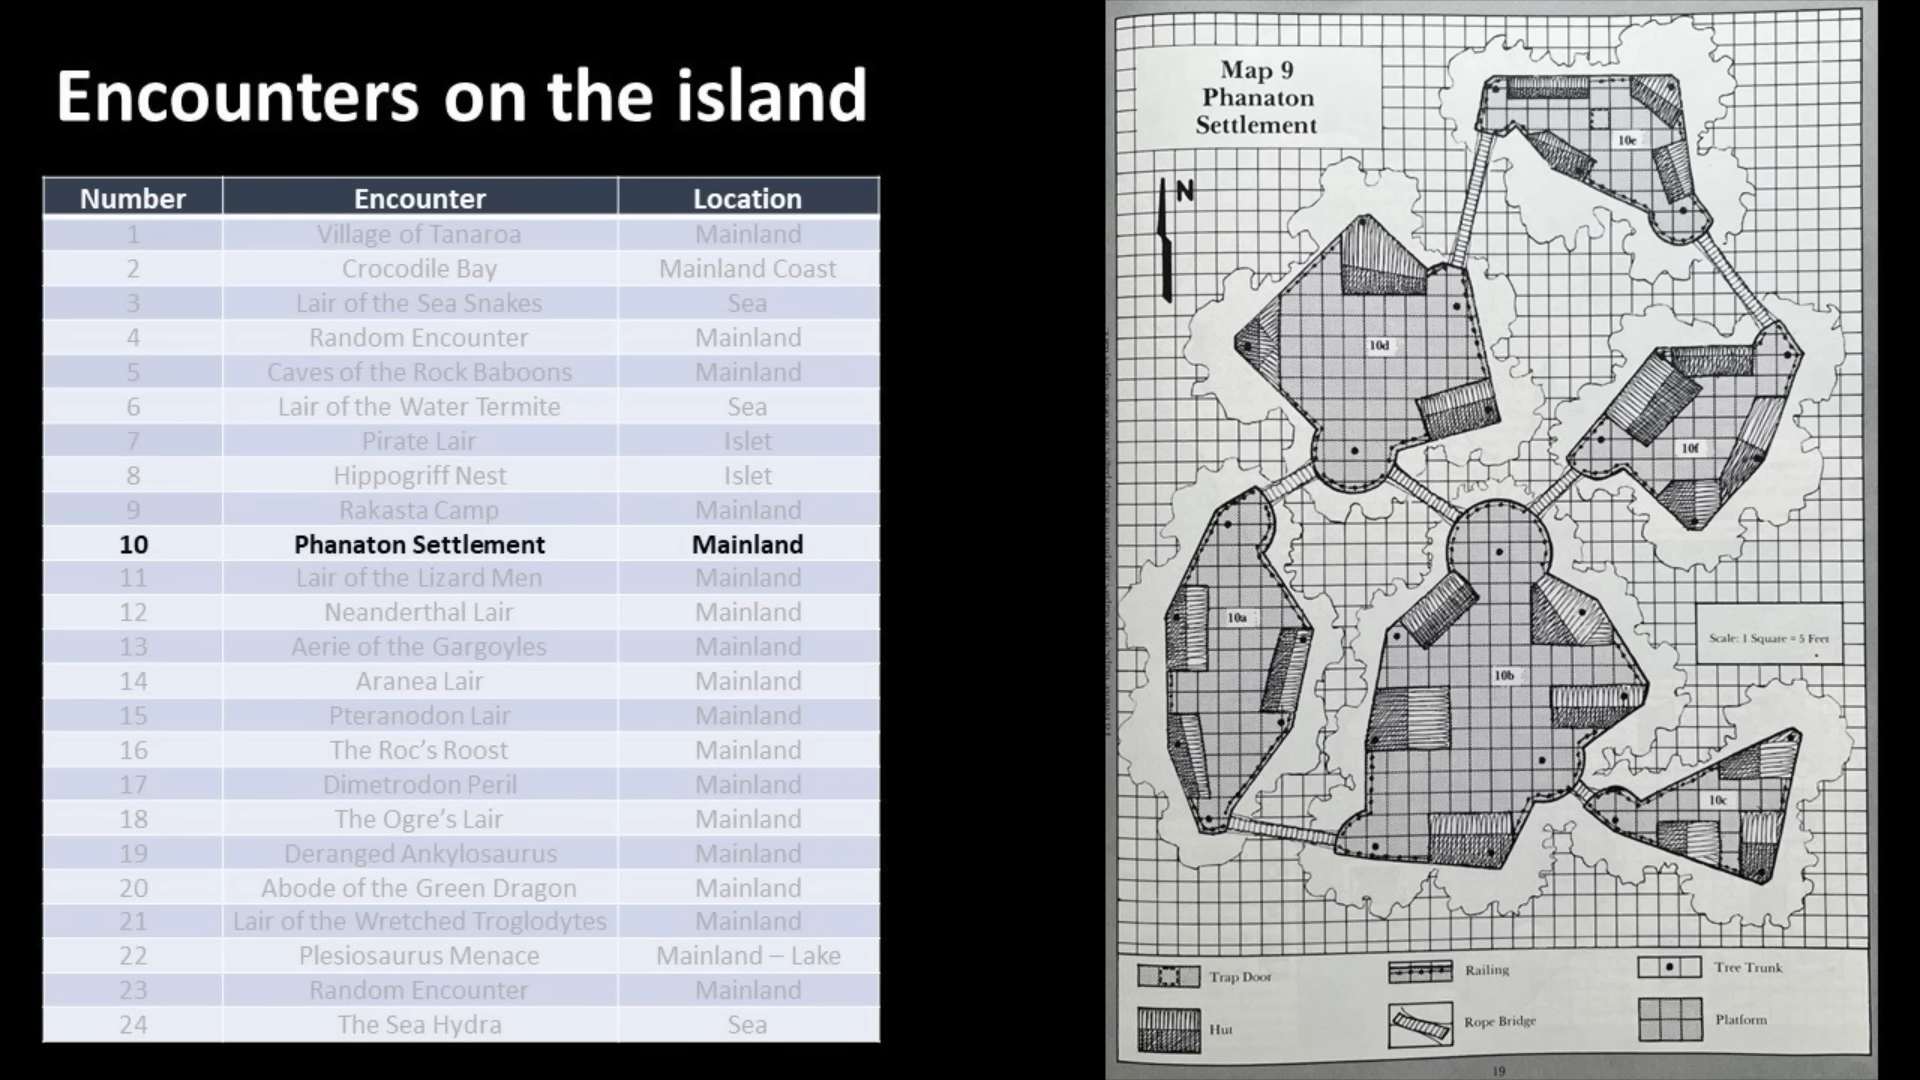 Encounters on the island
Number Encounter Location
1 Village of Tanaroa Mainland
2 Crocodile Bay Mainland Coast
3 Lair of the Sea Snakes Sea
4 Random Encounter Mainland
5 Caves of the Rock Baboons Mainland
6 Lair of the Water Termite Sea
7 Pirate Lair Islet
8 Hippogriff Nest Islet
9 Rakasta Camp Mainland
10 Phanaton Settlement Mainland
11 Lair of the Lizard Men Mainland
12 Neanderthal Lair Mainland
13 Aerie of the Gargoyles Mainland
14 Aranea Lair Mainland
15 Pteranodon Lair Mainland
16 The Roc’s Roost Mainland
17 Dimetrodon Peril Mainland
18 The Ogre’s Lair Mainland
19 Deranged Ankylosaurus Mainland
20 Abode of the Green Dragon Mainland
21 Lair of the Wretched Troglodytes Mainland
22 Plesiosaurus Menace Mainland – Lake
23 Random Encounter Mainland
24 The Sea Hydra Sea
Map 9
Phanaton
Settlement
N
10e
10d
10f
10a
10b
10c
Scale: 1 Square = 5 Feet
Trap Door
Railing
Tree Trunk
Hut
Rope Bridge
Platform
19